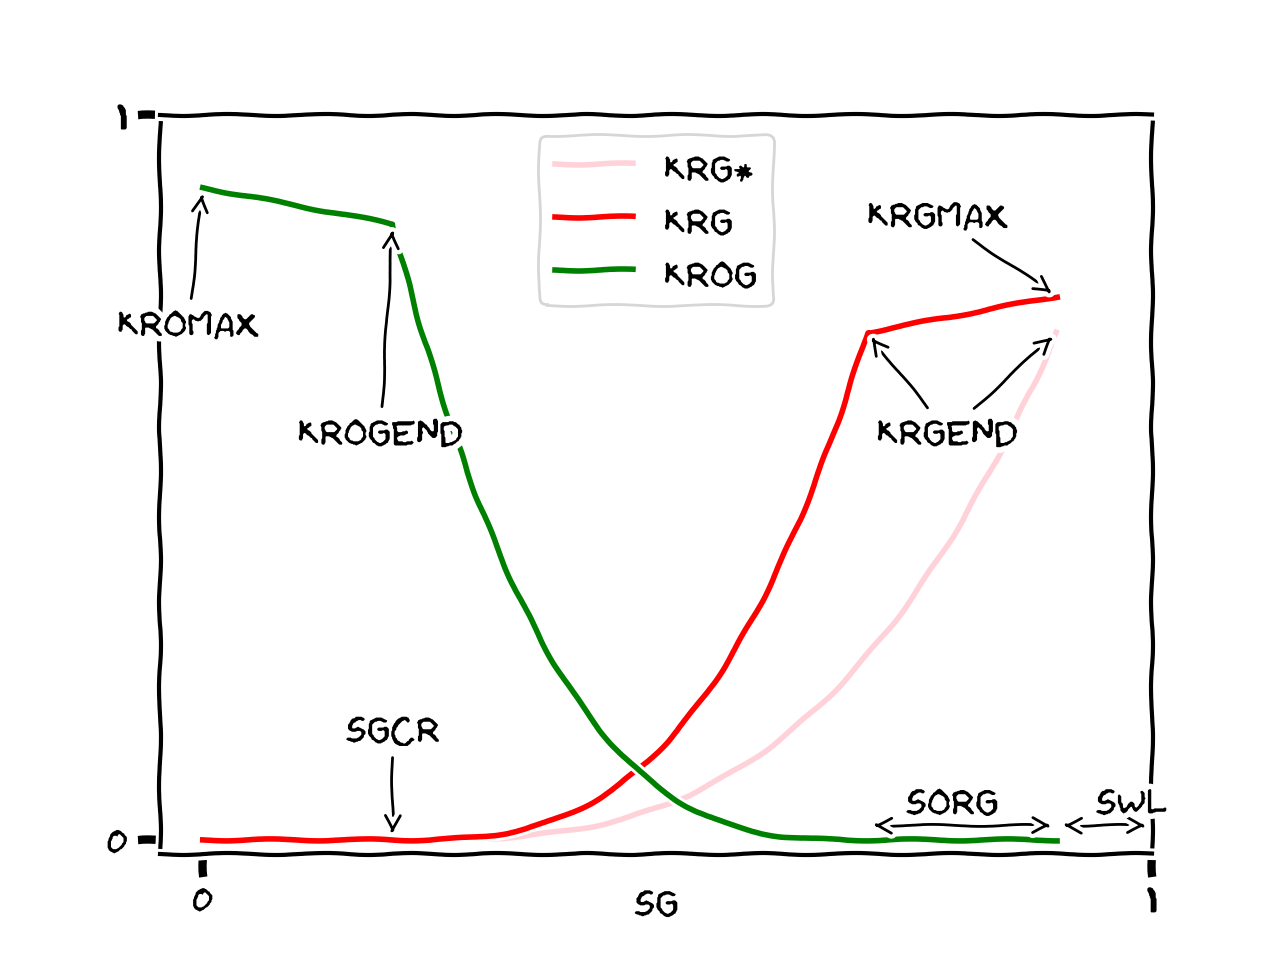 1
KRG*
KRG
KROG
KRGMAX
KROMAX
KROGEND
KRGEND
SGCR
SORG
SWL
0
0
SG
1